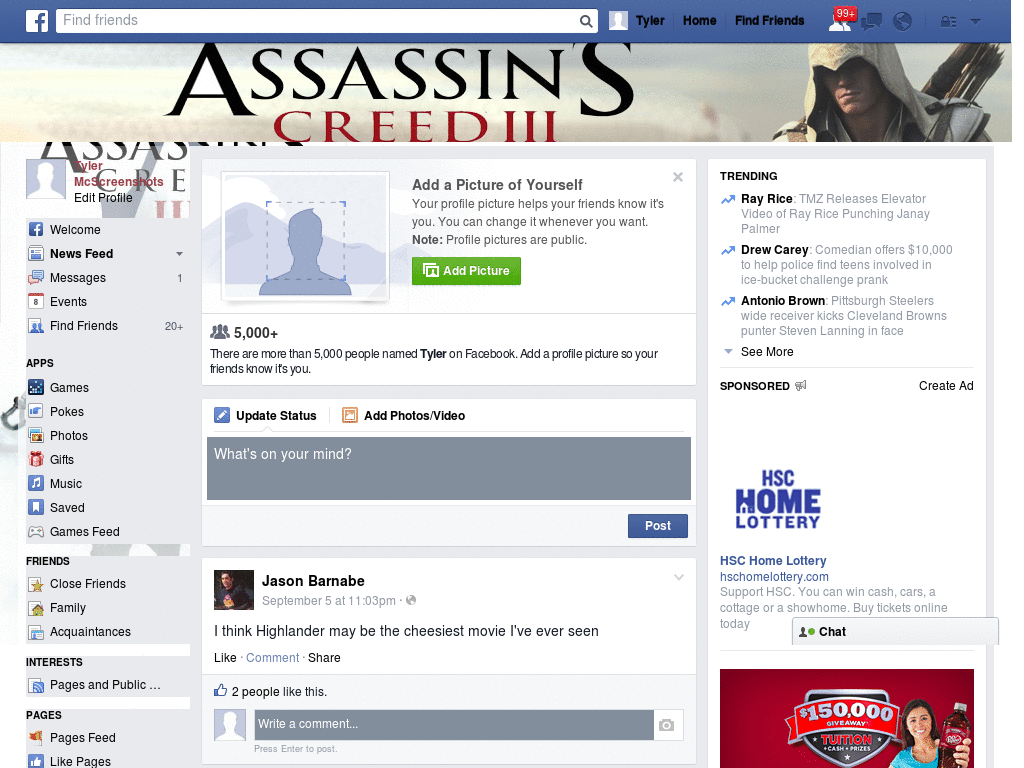 Find friends
Tyler
Home
Find Friends
99+
ASSASSIN'S
CREED III
Tyler
McScreenshots
Edit Profile
Welcome
News Feed
Messages 1
Events
8
Find Friends 20+
APPS
Games
Pokes
Photos
Gifts
Music
Saved
Games Feed
FRIENDS
Close Friends
Family
Acquaintances
INTERESTS
Pages and Public ...
PAGES
Pages Feed
Like Pages
Add a Picture of Yourself
Your profile picture helps your friends know it's
you. You can change it whenever you want.
Note: Profile pictures are public.
Add Picture
5,000+
There are more than 5,000 people named Tyler on Facebook. Add a profile picture so your
friends know it's you.
Update Status
Add Photos/Video
What's on your mind?
Post
Jason Barnabe
September 5 at 11:03pm ·
I think Highlander may be the cheesiest movie I've ever seen
Like · Comment · Share
2 people like this.
Write a comment...
Press Enter to post.
TRENDING
Ray Rice: TMZ Releases Elevator
Video of Ray Rice Punching Janay
Palmer
Drew Carey: Comedian offers $10,000
to help police find teens involved in
ice-bucket challenge prank
Antonio Brown: Pittsburgh Steelers
wide receiver kicks Cleveland Browns
punter Steven Lanning in face
See More
SPONSORED
Create Ad
HSC
HOME
LOTTERY
HSC Home Lottery
hschomelottery.com
Support HSC. You can win cash, cars, a
cottage or a showhome. Buy tickets online
today
Chat
$150,000
GIVEAWAY
TUITION
+ CASH + PRIZES